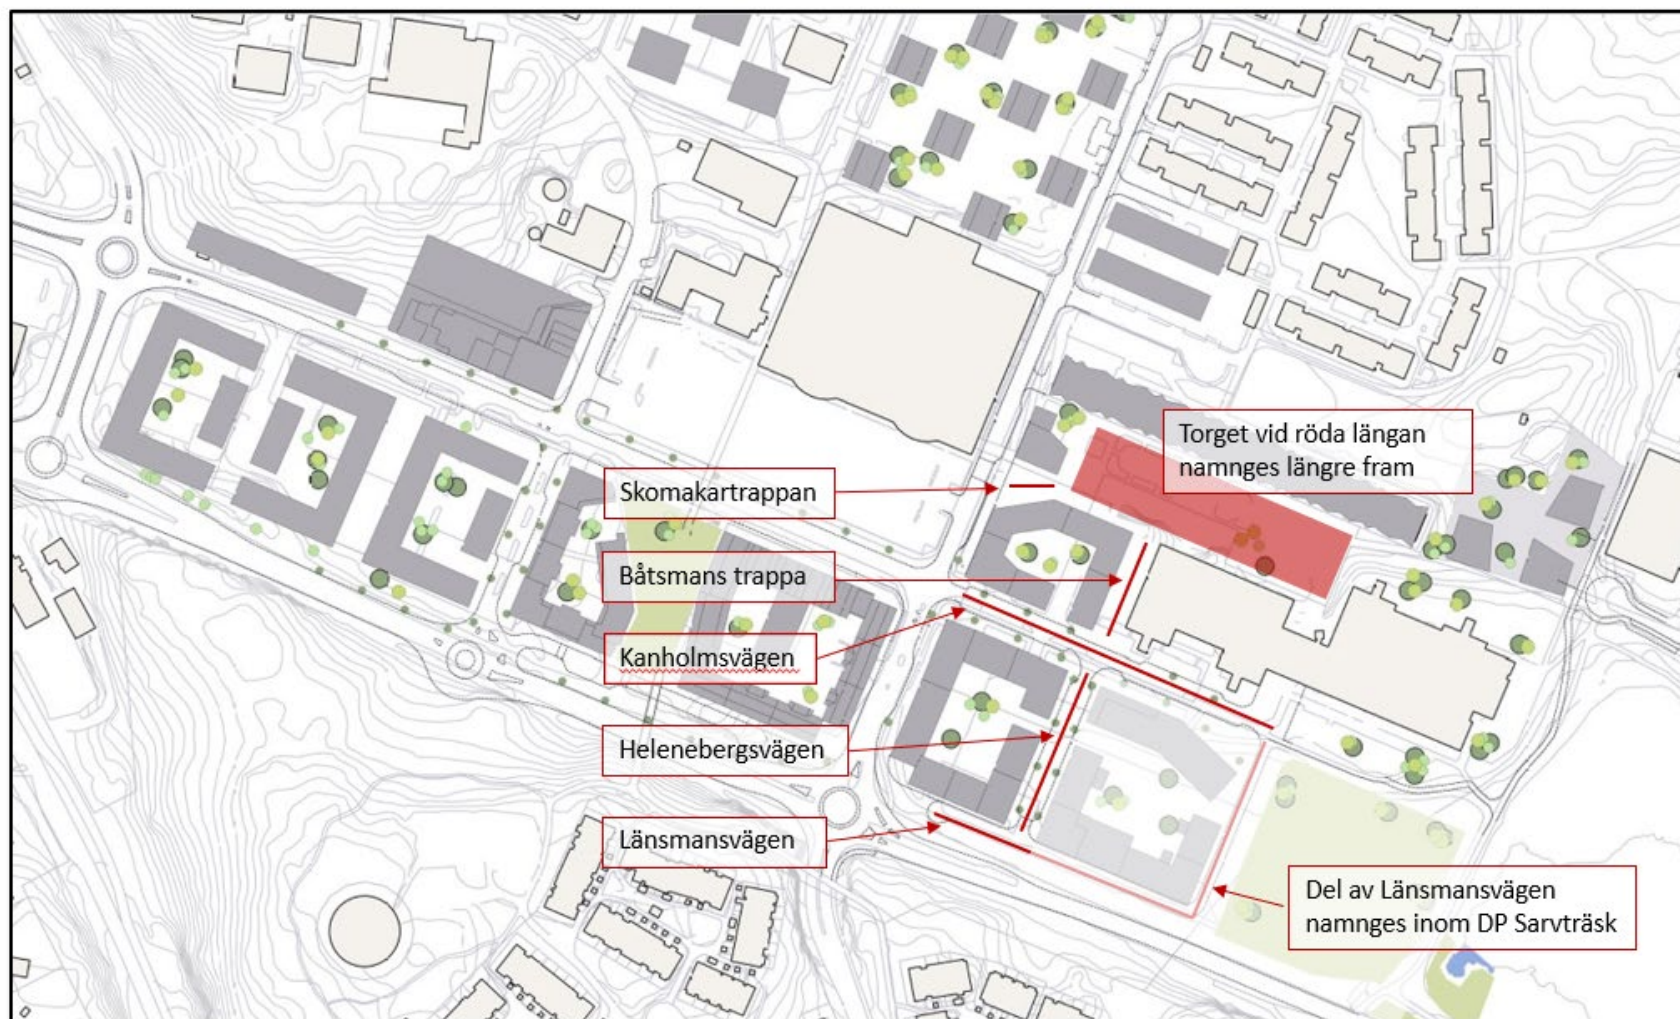 Torget vid röda längan
namnges längre fram
Skomakartrappan
Båtsmans trappa
Kanholmsvägen
Helenebergsvägen
Länsmansvägen
Del av Länsmansvägen
namnges inom DP Sarvträsk